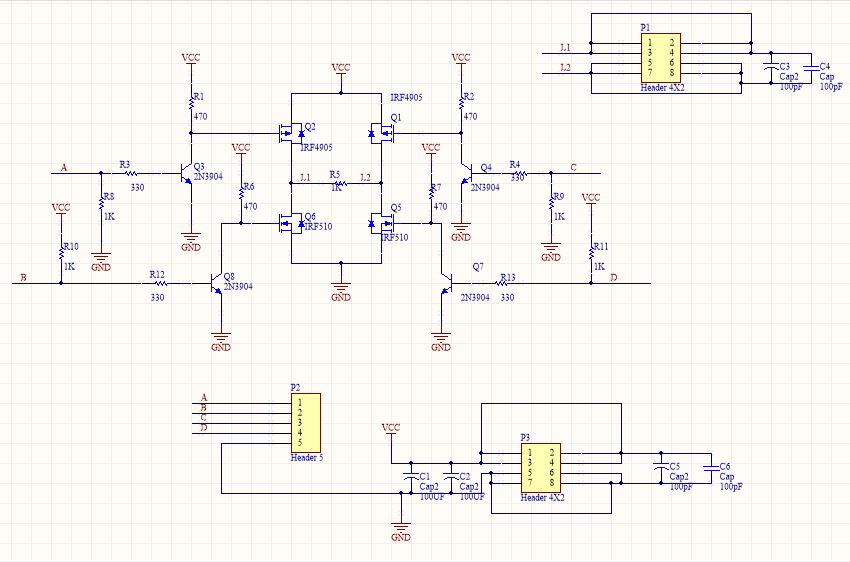 P1
L1
1 2
3 4
L2
5 6
7 8
Header 4X2
C3
Cap2
100pF
C4
Cap
100pF
VCC
VCC
VCC
R1
470
IRF4905
R2
470
Q2
IRF4905
Q1
VCC
VCC
A
R3
330
Q3
2N3904
R4
330
C
Q4
2N3904
L1
R5
1K
L2
R6
470
R7
470
R8
1K
R9
1K
VCC
VCC
Q6
IRF510
Q5
IRF510
GND
GND
GND
GND
R10
1K
R11
1K
B
R12
330
Q8
2N3904
GND
Q7
2N3904
R13
330
D
GND
GND
P2
A
B
C
D
1
2
3
4
5
Header 5
VCC
P3
1 2
3 4
5 6
7 8
Header 4X2
C1
Cap2
100UF
C2
Cap2
100UF
C5
Cap2
100pF
C6
Cap
100pF
GND